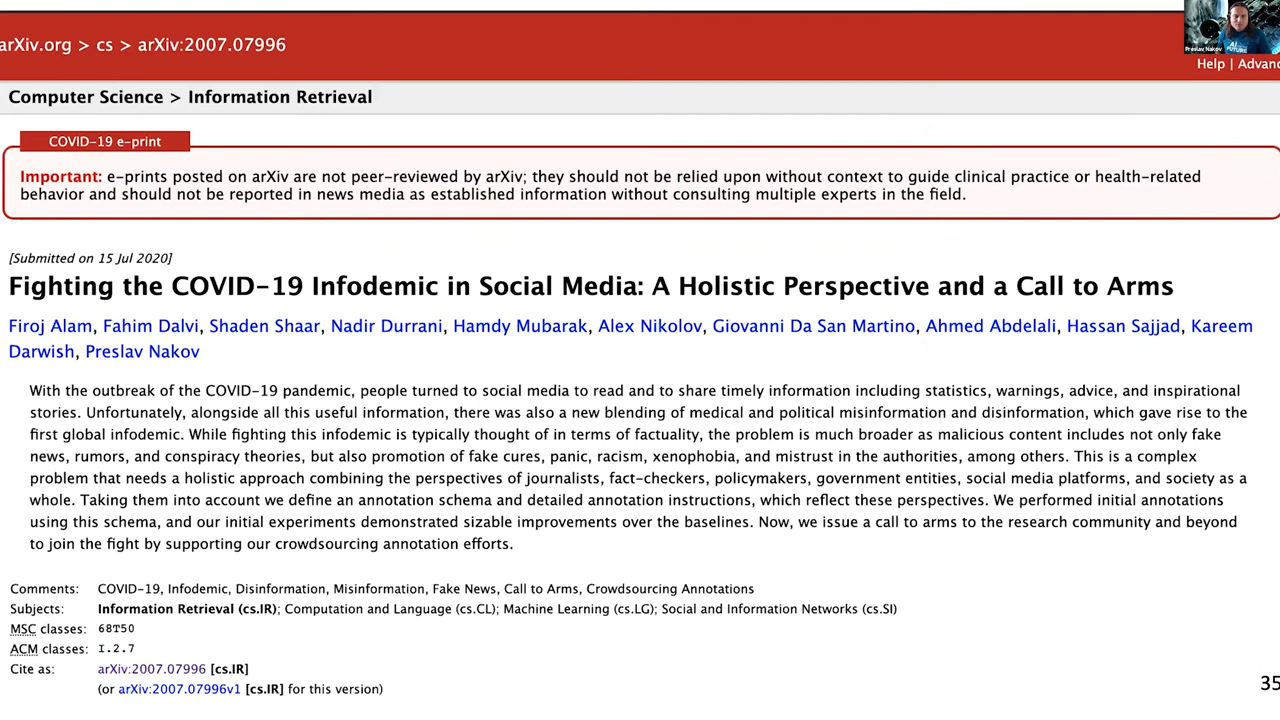 arXiv.org > cs > arXiv:2007.07996
Preslav Nakov
Help | Advanc
Computer Science > Information Retrieval
COVID-19 e-print
Important: e-prints posted on arXiv are not peer-reviewed by arXiv; they should not be relied upon without context to guide clinical practice or health-related
behavior and should not be reported in news media as established information without consulting multiple experts in the field.
[Submitted on 15 Jul 2020]
Fighting the COVID-19 Infodemic in Social Media: A Holistic Perspective and a Call to Arms
Firoj Alam, Fahim Dalvi, Shaden Shaar, Nadir Durrani, Hamdy Mubarak, Alex Nikolov, Giovanni Da San Martino, Ahmed Abdelali, Hassan Sajjad, Kareem
Darwish, Preslav Nakov
With the outbreak of the COVID-19 pandemic, people turned to social media to read and to share timely information including statistics, warnings, advice, and inspirational
stories. Unfortunately, alongside all this useful information, there was also a new blending of medical and political misinformation and disinformation, which gave rise to the
first global infodemic. While fighting this infodemic is typically thought of in terms of factuality, the problem is much broader as malicious content includes not only fake
news, rumors, and conspiracy theories, but also promotion of fake cures, panic, racism, xenophobia, and mistrust in the authorities, among others. This is a complex
problem that needs a holistic approach combining the perspectives of journalists, fact-checkers, policymakers, government entities, social media platforms, and society as a
whole. Taking them into account we define an annotation schema and detailed annotation instructions, which reflect these perspectives. We performed initial annotations
using this schema, and our initial experiments demonstrated sizable improvements over the baselines. Now, we issue a call to arms to the research community and beyond
to join the fight by supporting our crowdsourcing annotation efforts.
Comments: COVID-19, Infodemic, Disinformation, Misinformation, Fake News, Call to Arms, Crowdsourcing Annotations
Subjects: Information Retrieval (cs.IR); Computation and Language (cs.CL); Machine Learning (cs.LG); Social and Information Networks (cs.SI)
MSC classes: 68T50
ACM classes: I.2.7
Cite as: arXiv:2007.07996 [cs.IR]
(or arXiv:2007.07996v1 [cs.IR] for this version)
35